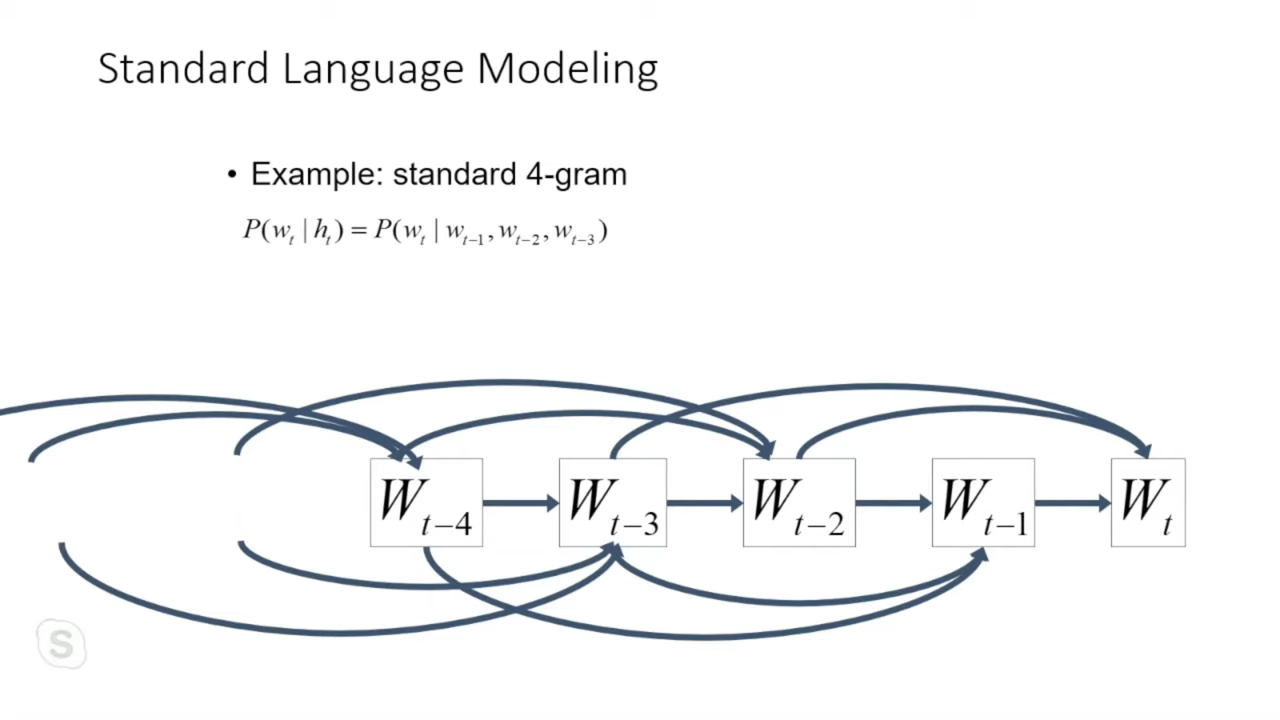 Standard Language Modeling
• Example: standard 4-gram
P(w_t | h_t) = P(w_t | w_{t−1}, w_{t−2}, w_{t−3})
W_{t−4} W_{t−3} W_{t−2} W_{t−1} W_t
S